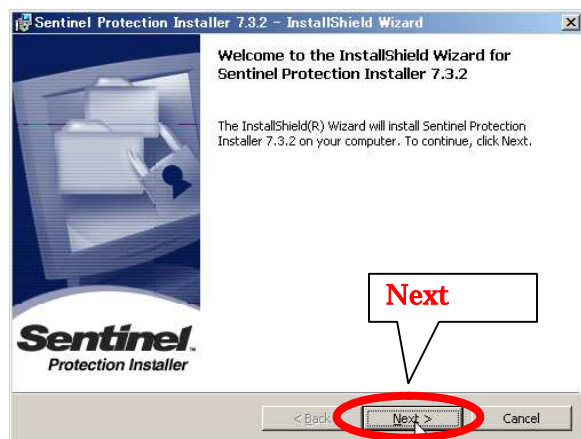 Sentinel Protection Installer 7.3.2 - InstallShield Wizard
Welcome to the InstallShield Wizard for
Sentinel Protection Installer 7.3.2
The InstallShield(R) Wizard will install Sentinel Protection
Installer 7.3.2 on your computer. To continue, click Next.
Next
Sentinel
Protection Installer
< Back
Next >
Cancel